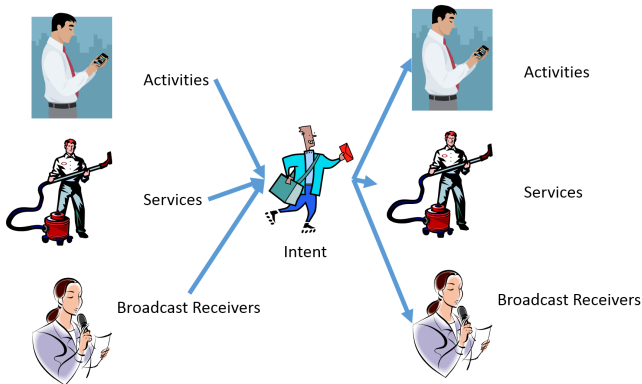 Activities
Services
Broadcast Receivers
Intent
Activities
Services
Broadcast Receivers